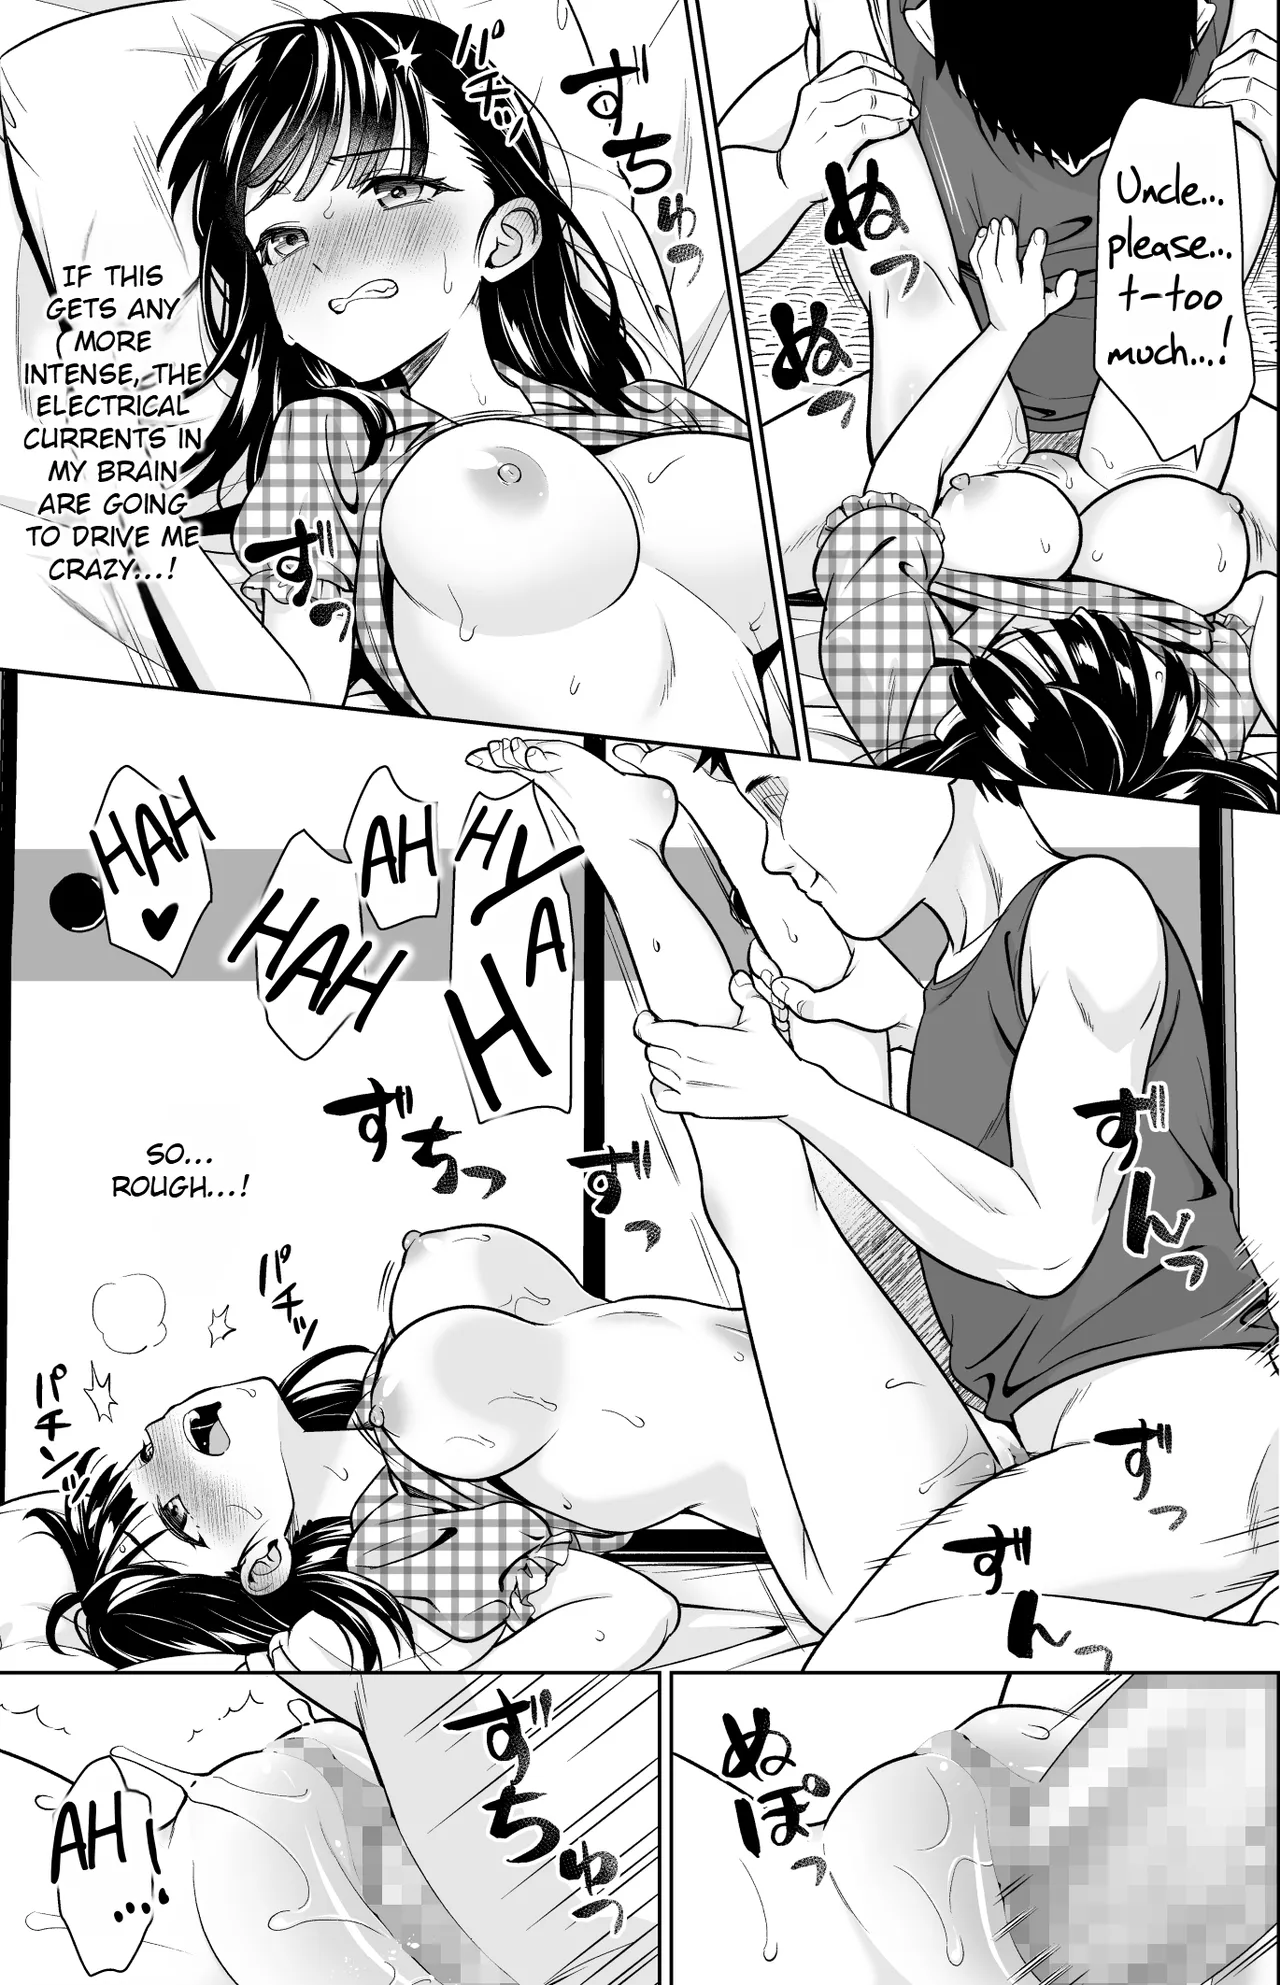 Uncle...
please...
t-too
much...!
ぬっ
ぬっ
パチッ
ずちゅっ
IF THIS
GETS ANY
MORE
INTENSE, THE
ELECTRICAL
CURRENTS IN
MY BRAIN
ARE GOING
TO DRIVE ME
CRAZY...!
ずっ
HYA
H
AH
HAH
HAH
ずんっ
ずっ
ずちっ
SO...
ROUGH...!
パチッ
パチンッ
ずっ
ずんっ
ぬぽっ
ずちゅっ
AH!
...